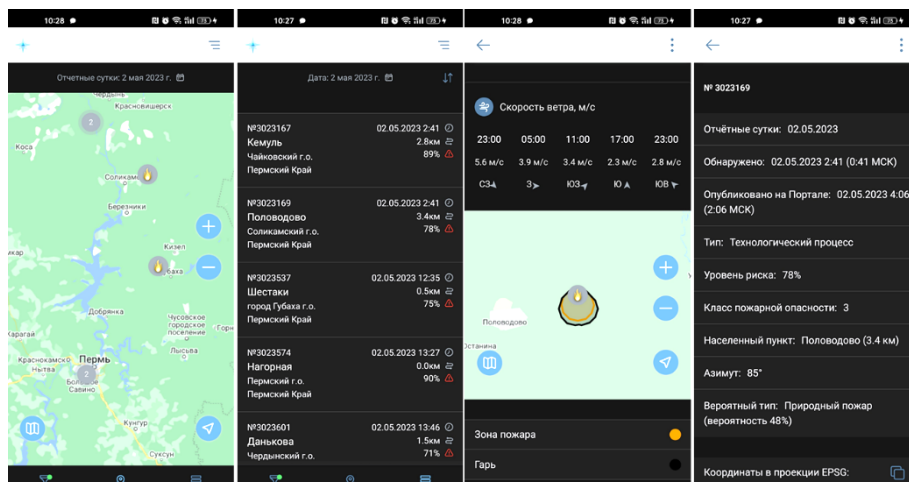 10:28
73
Отчетные сутки: 2 мая 2023 г.
Чердынь
Красновишерск
2
Коса
Соликамск
Березники
Кизел
Губаха
Добрянка
Чусовское
городское
поселение
Карагай
Лысьва
Краснокамск
Пермь
Нытва
2
Большое
Савино
Кунгур
Суксун
10:27
73
Дата: 2 мая 2023 г.
№3023167 02.05.2023 2:41
Кемуль 2.8км
Чайковский г.о. 89%
Пермский Край
№3023169 02.05.2023 2:41
Половодово 3.4км
Соликамский г.о. 78%
Пермский Край
№3023537 02.05.2023 12:35
Шестаки 0.5км
город Губаха г.о. 75%
Пермский Край
№3023574 02.05.2023 13:27
Нагорная 0.0км
Пермский г.о. 90%
Пермский Край
№3023601 02.05.2023 13:46
Данькова 1.5км
Чердынского г.о. 71%
10:28
73
Скорость ветра, м/с
23:00 05:00 11:00 17:00 23:00
5.6 м/с 3.9 м/с 3.4 м/с 2.3 м/с 2.8 м/с
СЗ З ЮЗ Ю ЮВ
Половодово
Останина
Зона пожара
Гарь
10:27
73
№ 3023169
Отчётные сутки: 02.05.2023
Обнаружено: 02.05.2023 2:41 (0:41 МСК)
Опубликовано на Портале: 02.05.2023 4:06
(2:06 МСК)
Тип: Технологический процесс
Уровень риска: 78%
Класс пожарной опасности: 3
Населенный пункт: Половодово (3.4 км)
Азимут: 85°
Вероятный тип: Природный пожар
(вероятность 48%)
Координаты в проекции EPSG: